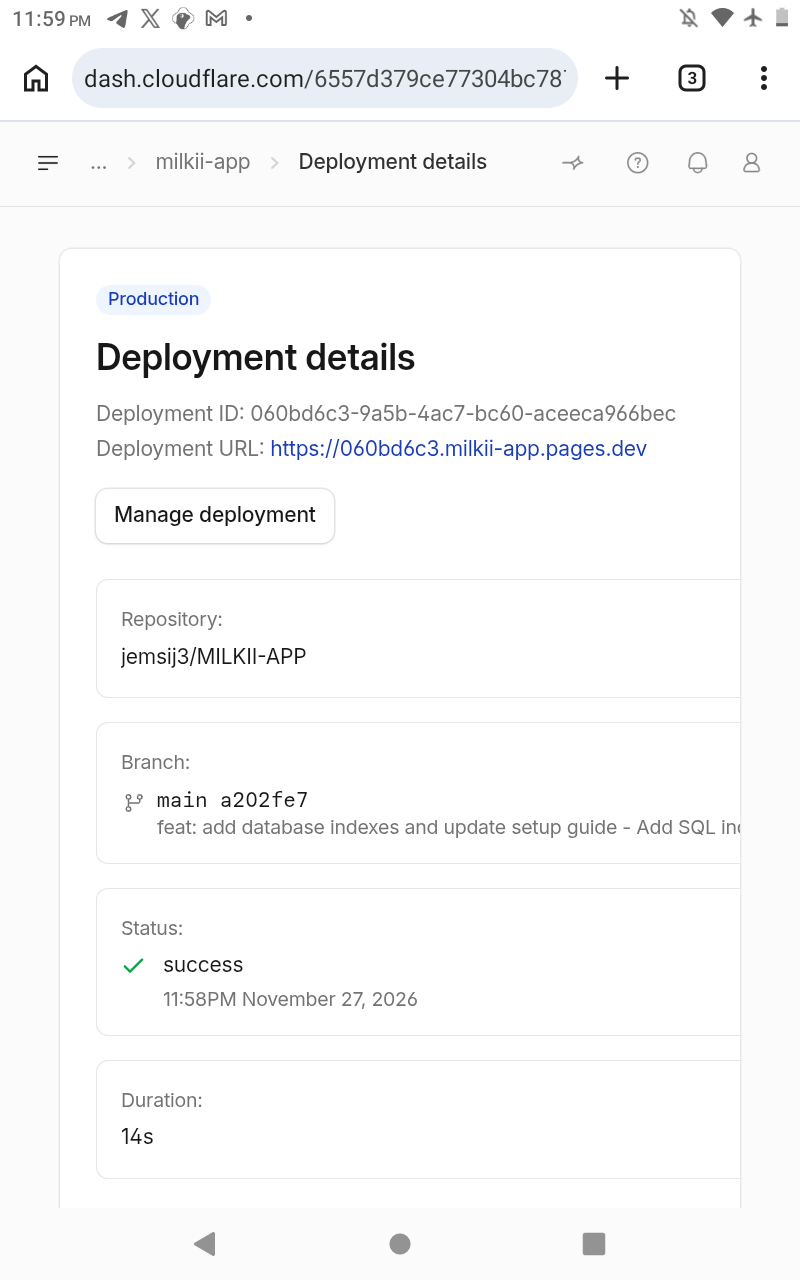 11:59 PM
dash.cloudflare.com/6557d379ce77304bc78
3
... > milkii-app > Deployment details
Production
Deployment details
Deployment ID: 060bd6c3-9a5b-4ac7-bc60-aceeca966bec
Deployment URL: https://060bd6c3.milkii-app.pages.dev
Manage deployment
Repository:
jemsij3/MILKII-APP
Branch:
main a202fe7
feat: add database indexes and update setup guide - Add SQL
Status:
success
11:58PM November 27, 2026
Duration:
14s